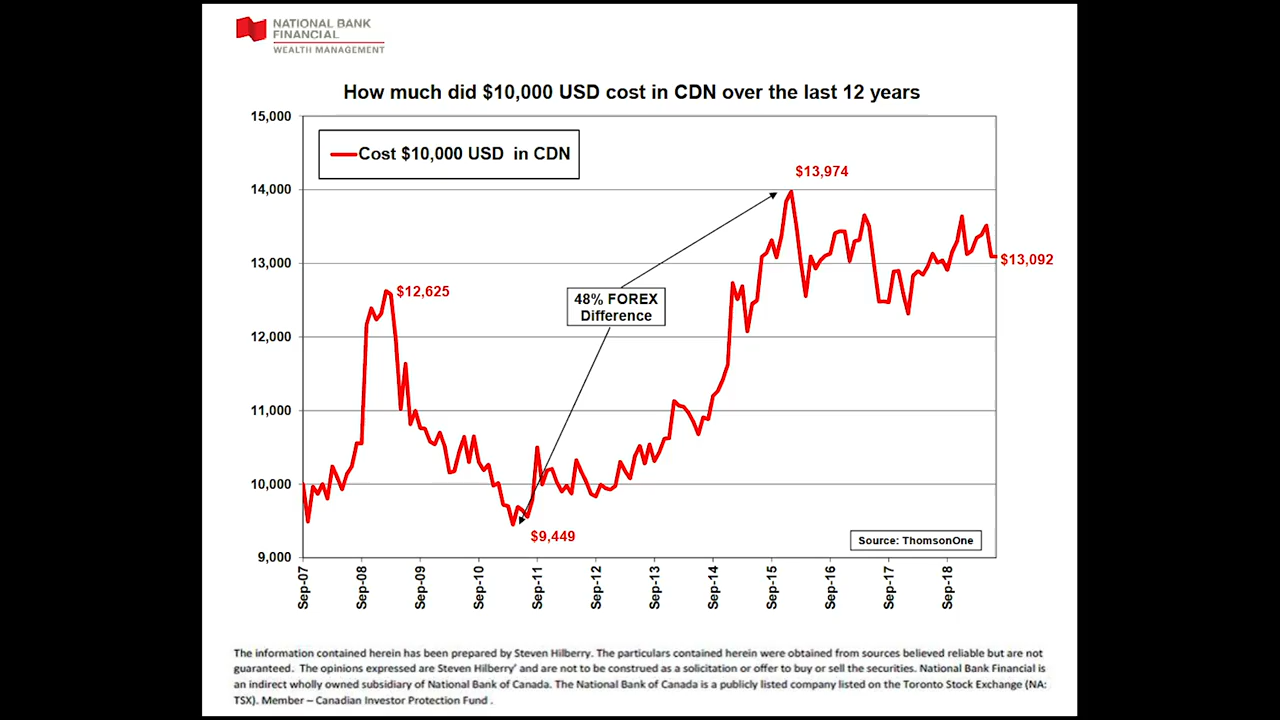 NATIONAL BANK
FINANCIAL
WEALTH MANAGEMENT
How much did $10,000 USD cost in CDN over the last 12 years
15,000
14,000
13,000
12,000
11,000
10,000
9,000
Cost $10,000 USD in CDN
$13,974
$13,092
$12,625
48% FOREX
Difference
$9,449
Source: ThomsonOne
Sep-07
Sep-08
Sep-09
Sep-10
Sep-11
Sep-12
Sep-13
Sep-14
Sep-15
Sep-16
Sep-17
Sep-18
The information contained herein has been prepared by Steven Hilberry. The particulars contained herein were obtained from sources believed reliable but are not
guaranteed. The opinions expressed are Steven Hilberry' and are not to be construed as a solicitation or offer to buy or sell the securities. National Bank Financial is
an indirect wholly owned subsidiary of National Bank of Canada. The National Bank of Canada is a publicly listed company listed on the Toronto Stock Exchange (NA:
TSX). Member – Canadian Investor Protection Fund .